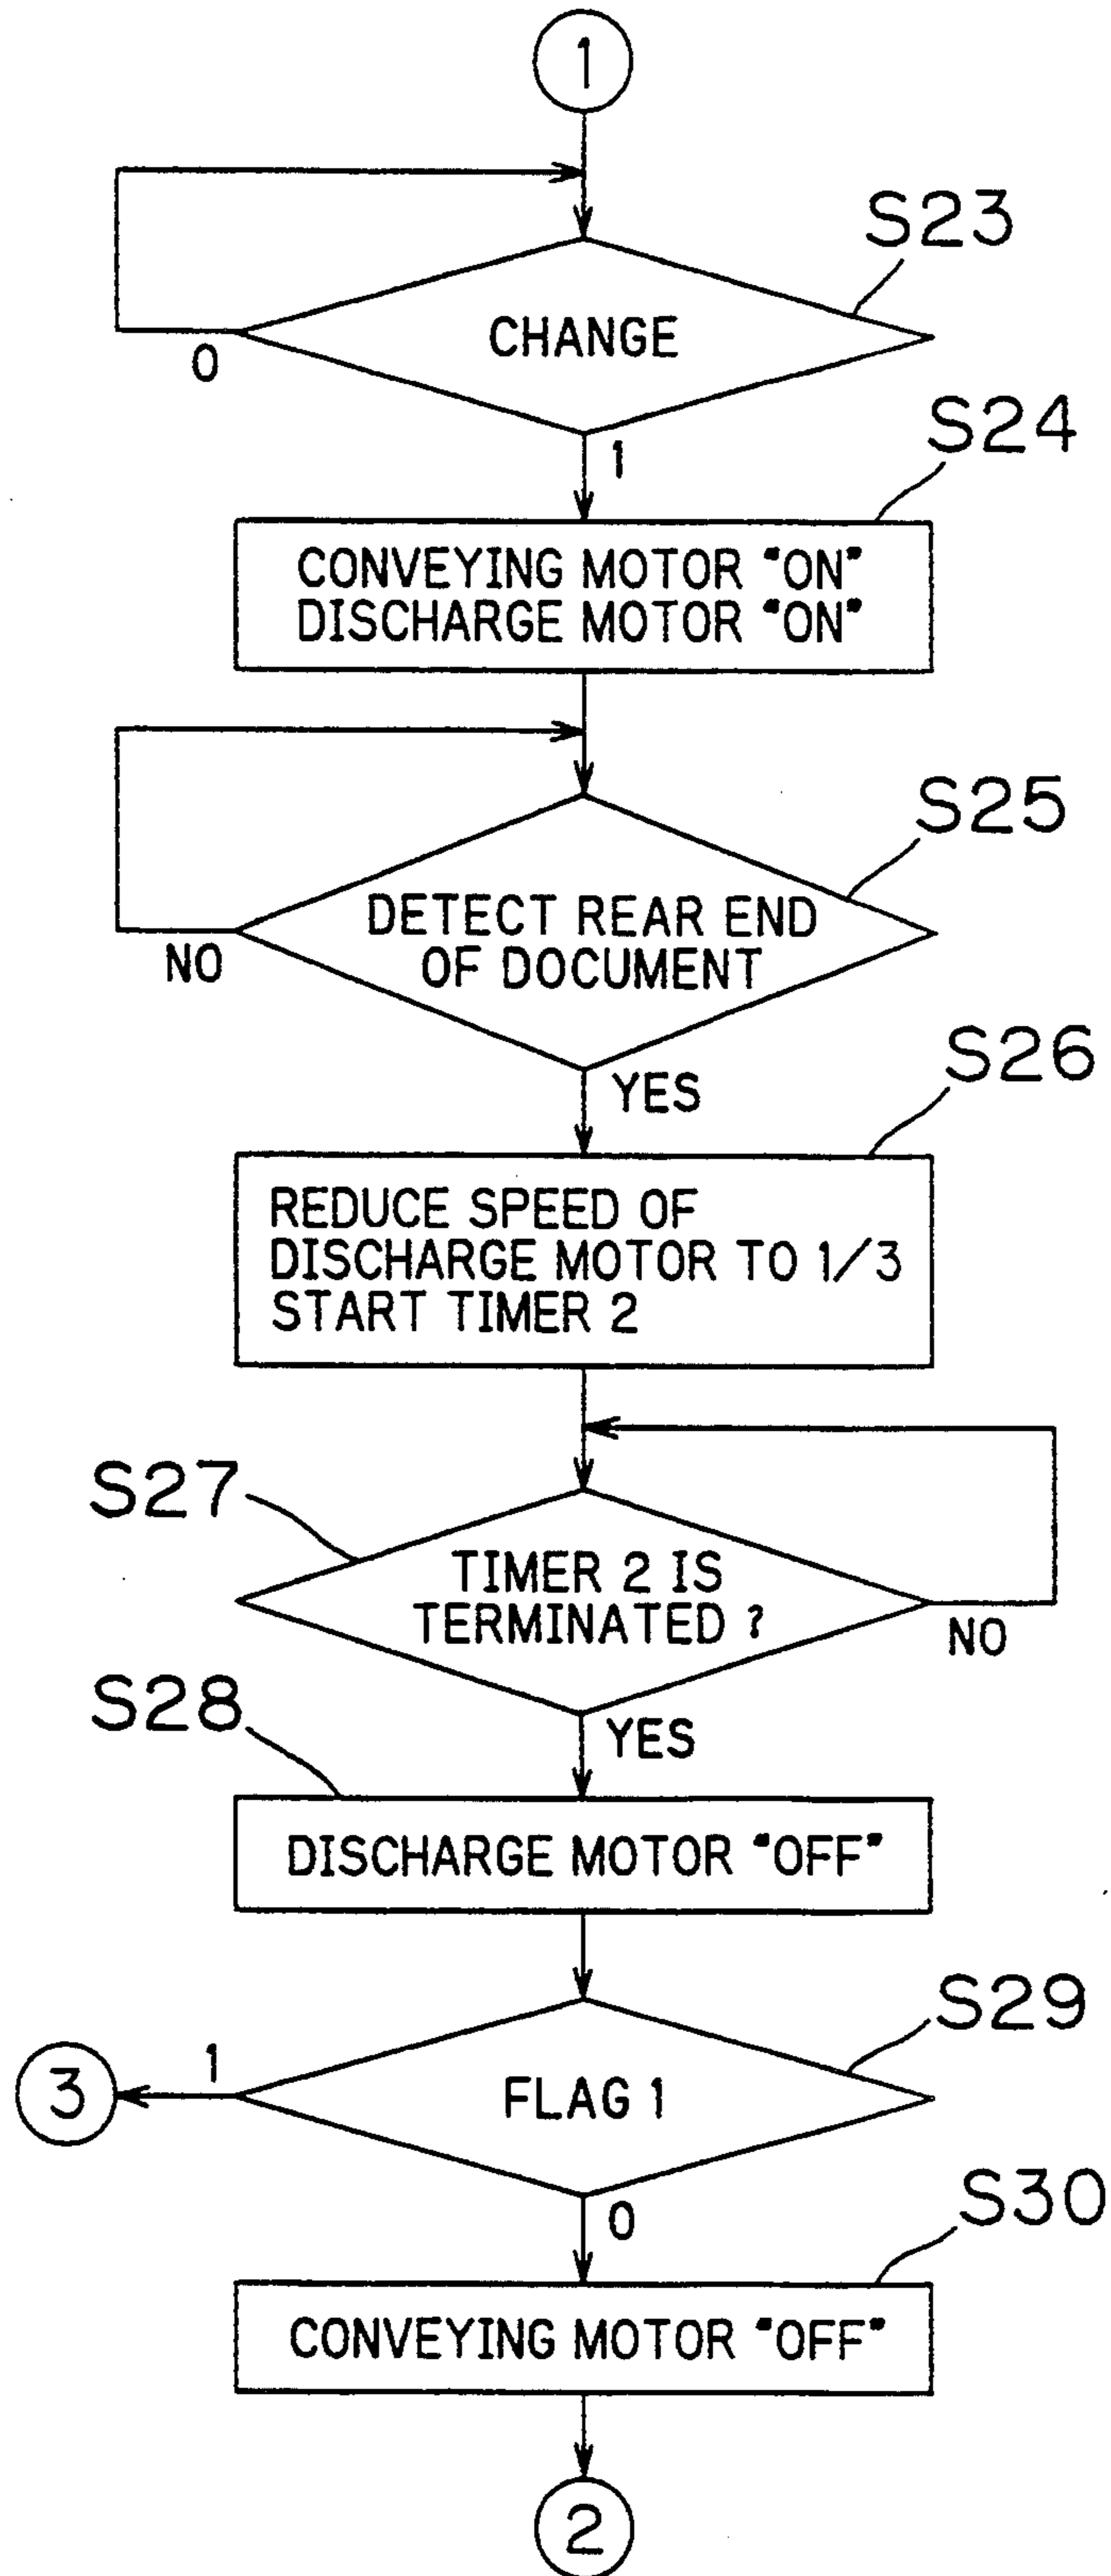 1
S23
CHANGE
0
1
S24
CONVEYING MOTOR "ON"
DISCHARGE MOTOR "ON"
S25
DETECT REAR END
OF DOCUMENT
NO
YES
S26
REDUCE SPEED OF
DISCHARGE MOTOR TO 1/3
START TIMER 2
S27
TIMER 2 IS
TERMINATED ?
NO
S28
YES
DISCHARGE MOTOR "OFF"
S29
3
1
FLAG 1
0
S30
CONVEYING MOTOR "OFF"
2